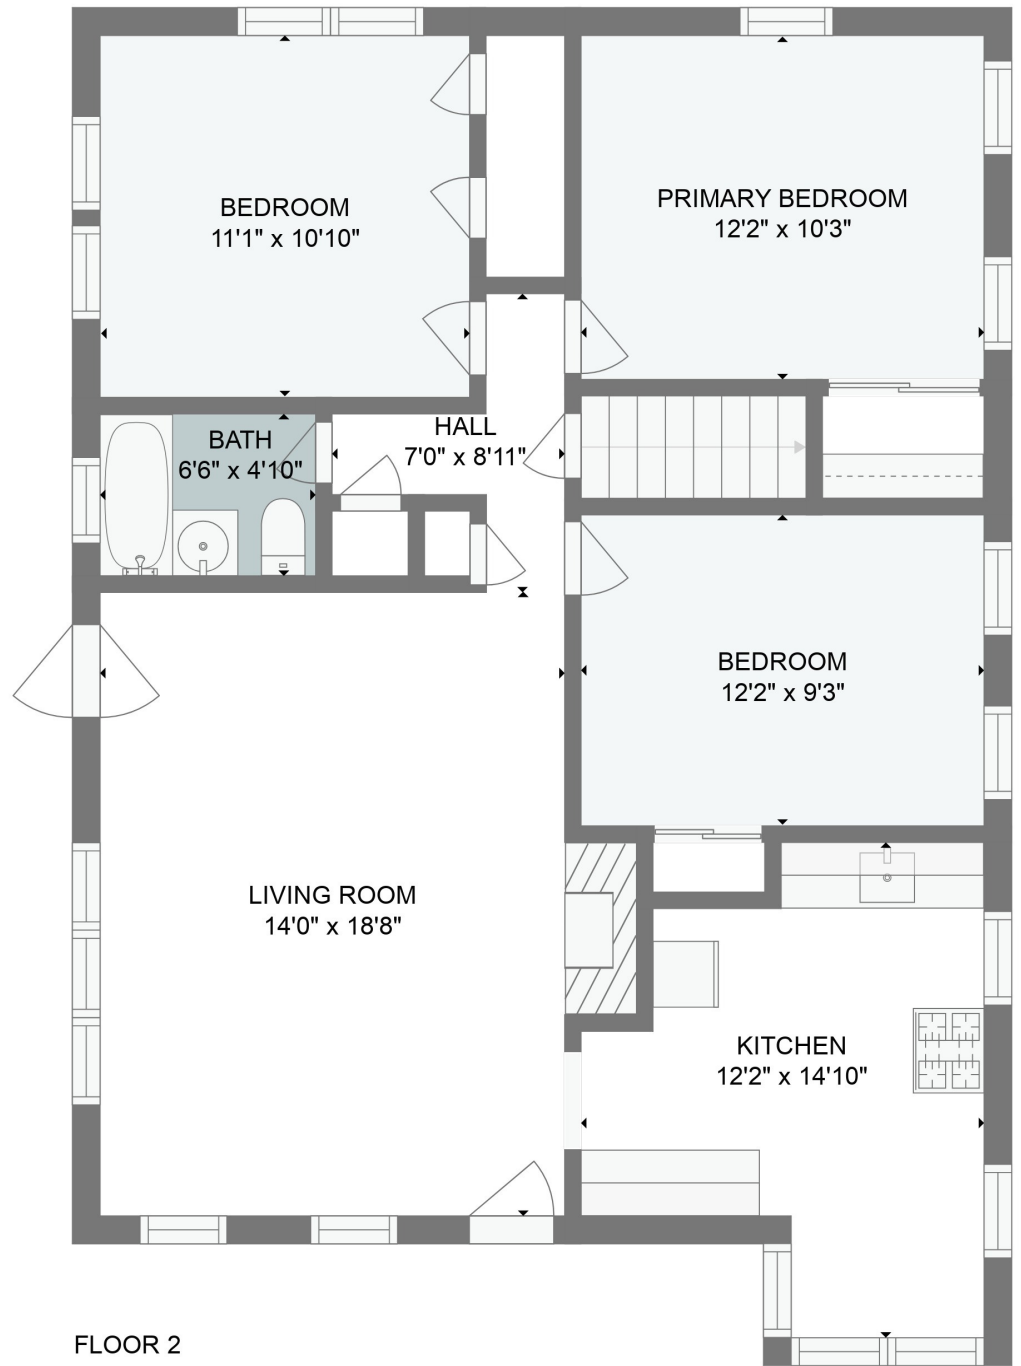 BEDROOM
11'1" x 10'10"
PRIMARY BEDROOM
12'2" x 10'3"
BATH
6'6" x 4'10"
HALL
7'0" x 8'11"
BEDROOM
12'2" x 9'3"
LIVING ROOM
14'0" x 18'8"
KITCHEN
12'2" x 14'10"
FLOOR 2